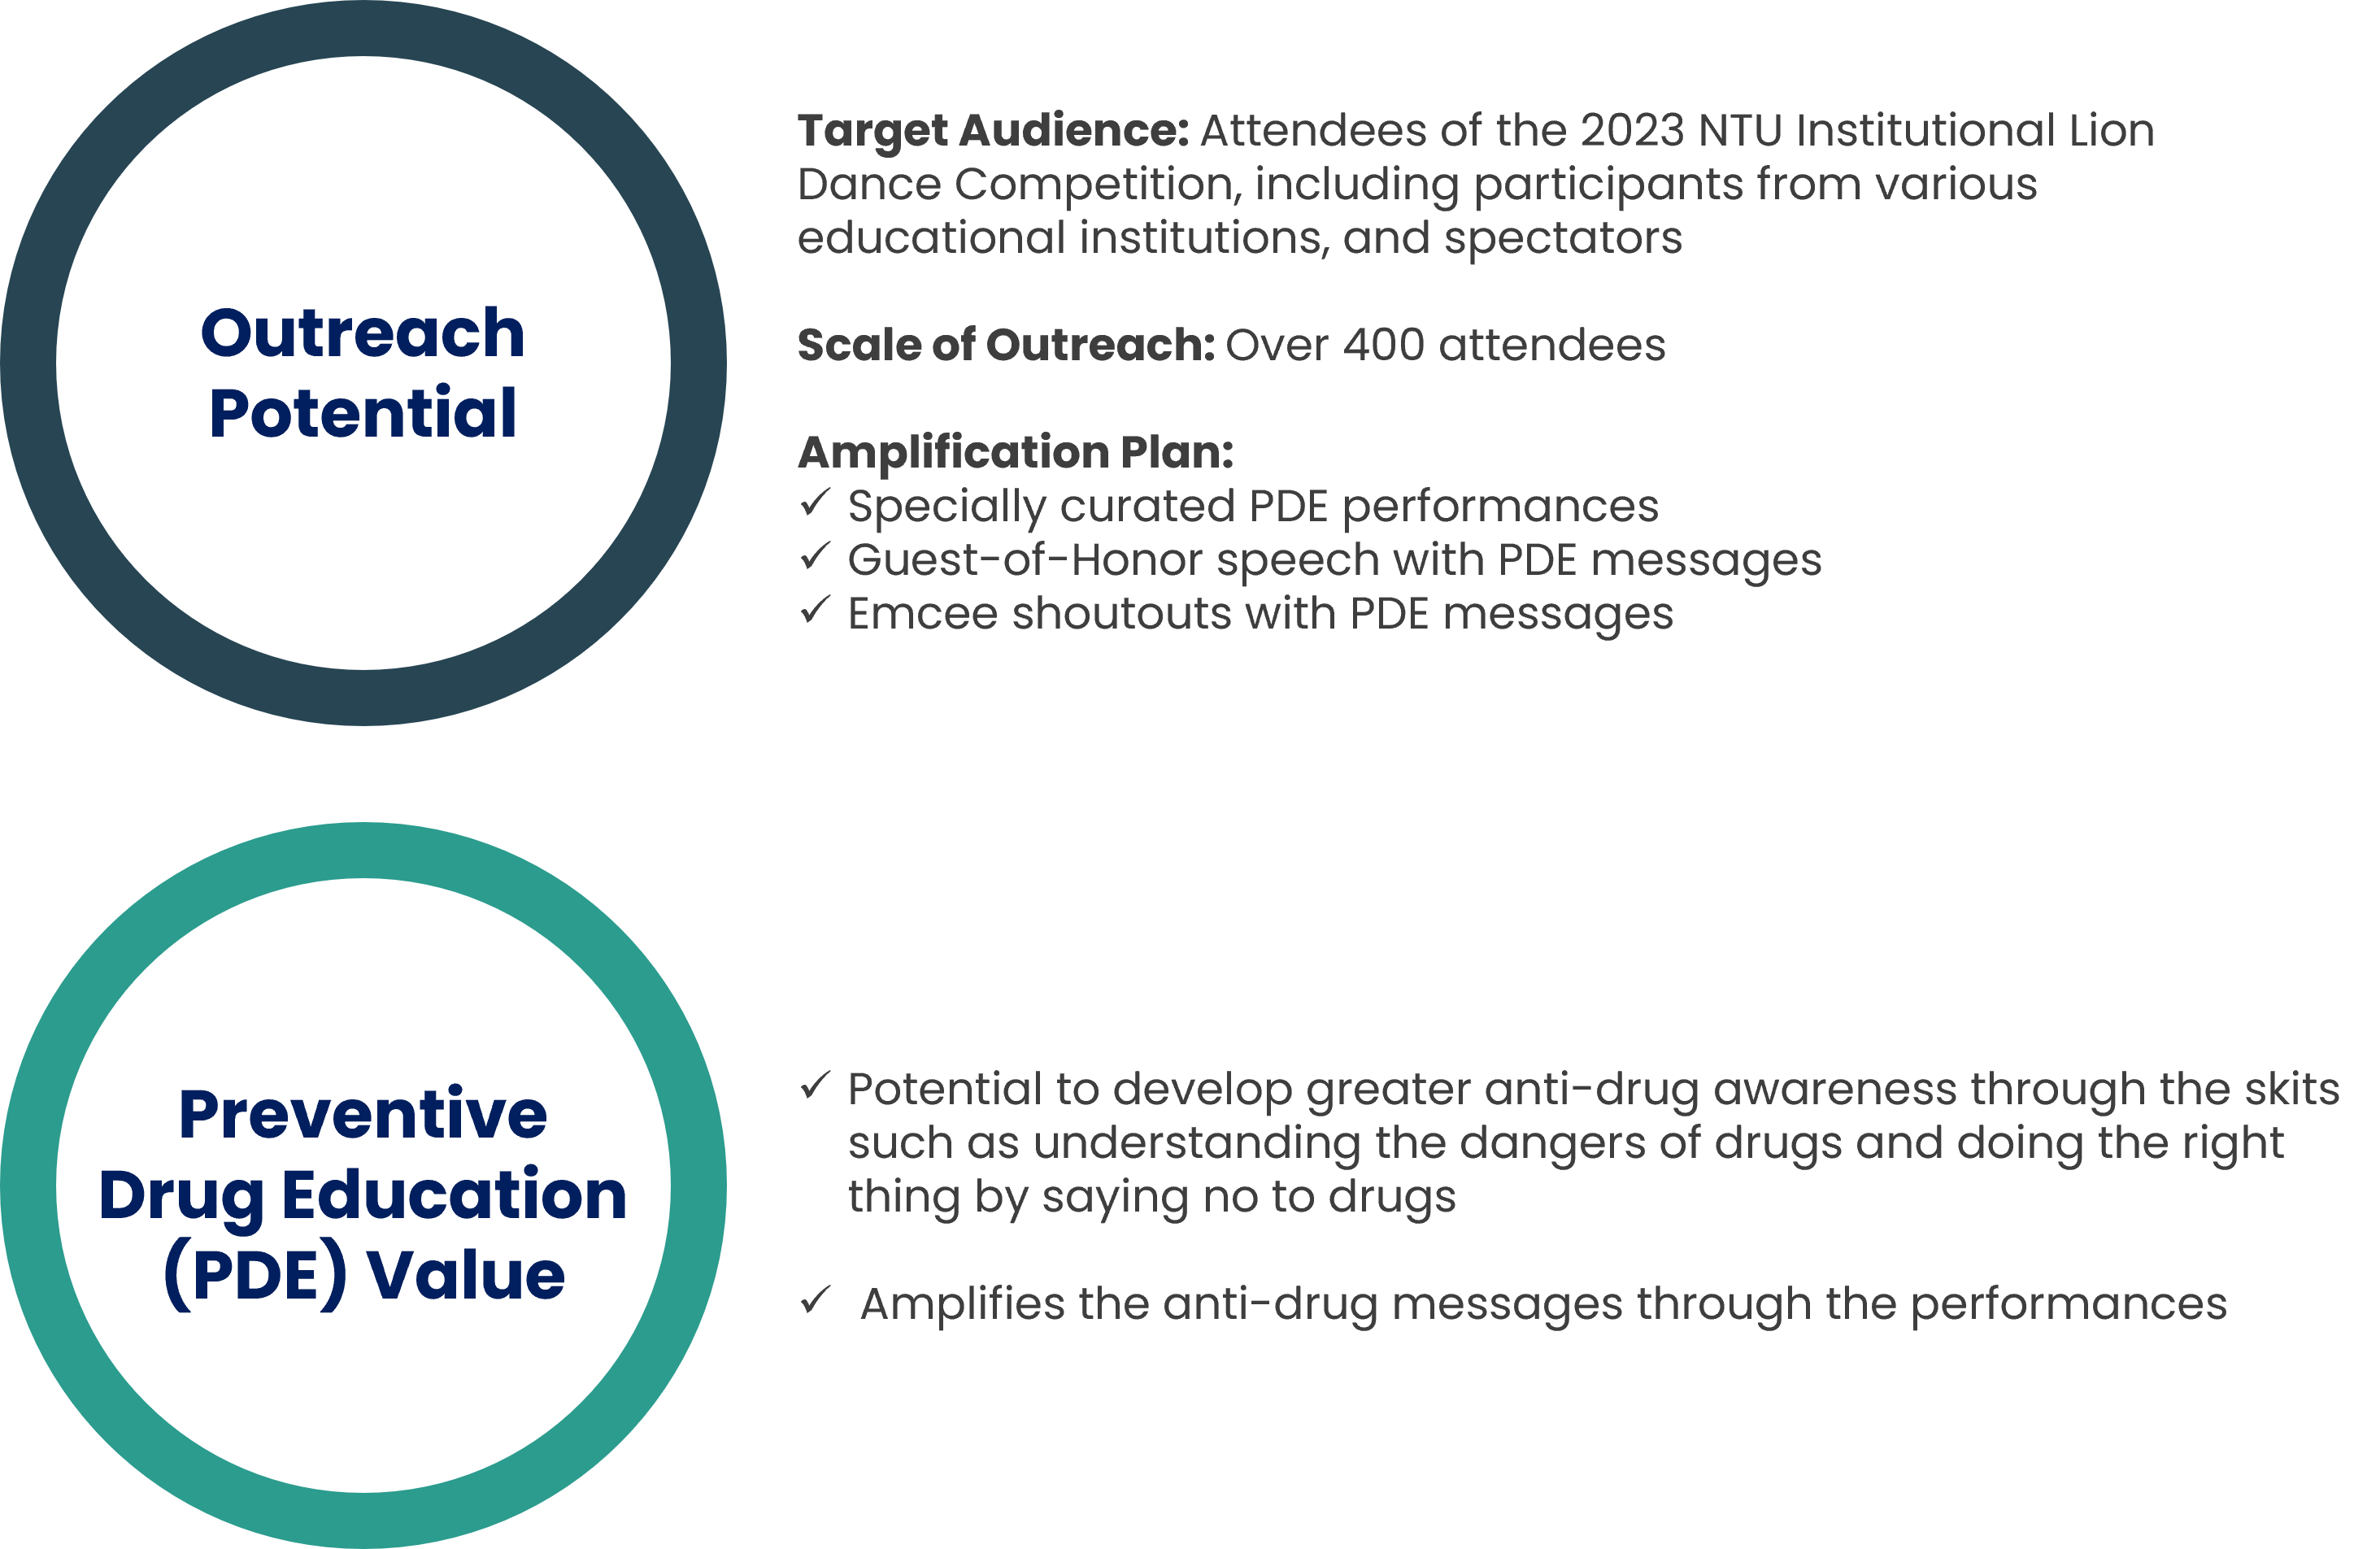 Outreach
Potential
Target Audience: Attendees of the 2023 NTU Institutional Lion
Dance Competition, including participants from various
educational institutions, and spectators
Scale of Outreach: Over 400 attendees
Amplification Plan:
✓ Specially curated PDE performances
✓ Guest-of-Honor speech with PDE messages
✓ Emcee shoutouts with PDE messages
Preventive
Drug Education
(PDE) Value
✓ Potential to develop greater anti-drug awareness through the skits
such as understanding the dangers of drugs and doing the right
thing by saying no to drugs
✓ Amplifies the anti-drug messages through the performances